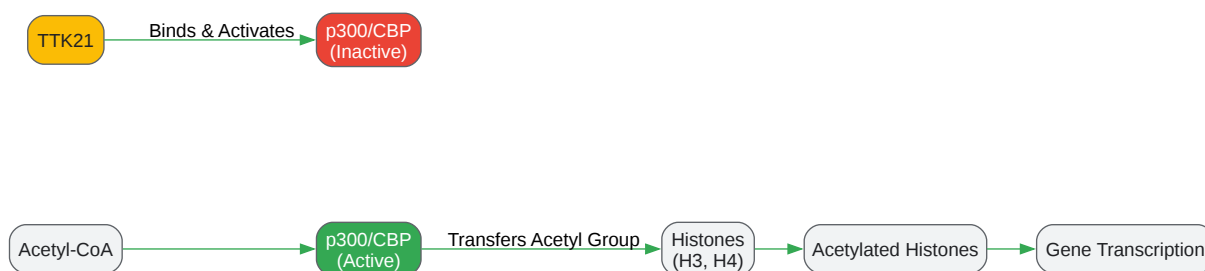 TTK21
Binds & Activates
p300/CBP
(Inactive)
Acetyl-CoA
p300/CBP
(Active)
Transfers Acetyl Group
Histones
(H3, H4)
Acetylated Histones
Gene Transcription